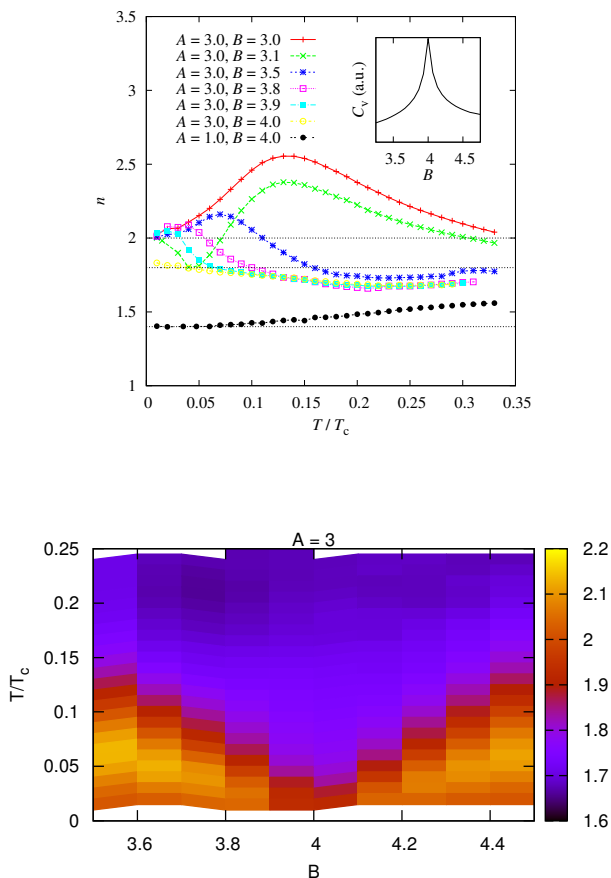 3.5
3
2.5
2
1.5
1
n
A = 3.0, B = 3.0
A = 3.0, B = 3.1
A = 3.0, B = 3.5
A = 3.0, B = 3.8
A = 3.0, B = 3.9
A = 3.0, B = 4.0
A = 1.0, B = 4.0
C_v (a.u.)
3.5 4 4.5
B
0 0.05 0.1 0.15 0.2 0.25 0.3 0.35
T / T_c
A = 3
0.25
0.2
0.15
0.1
0.05
0
T/T_c
3.6 3.8 4 4.2 4.4
B
2.2
2.1
2
1.9
1.8
1.7
1.6